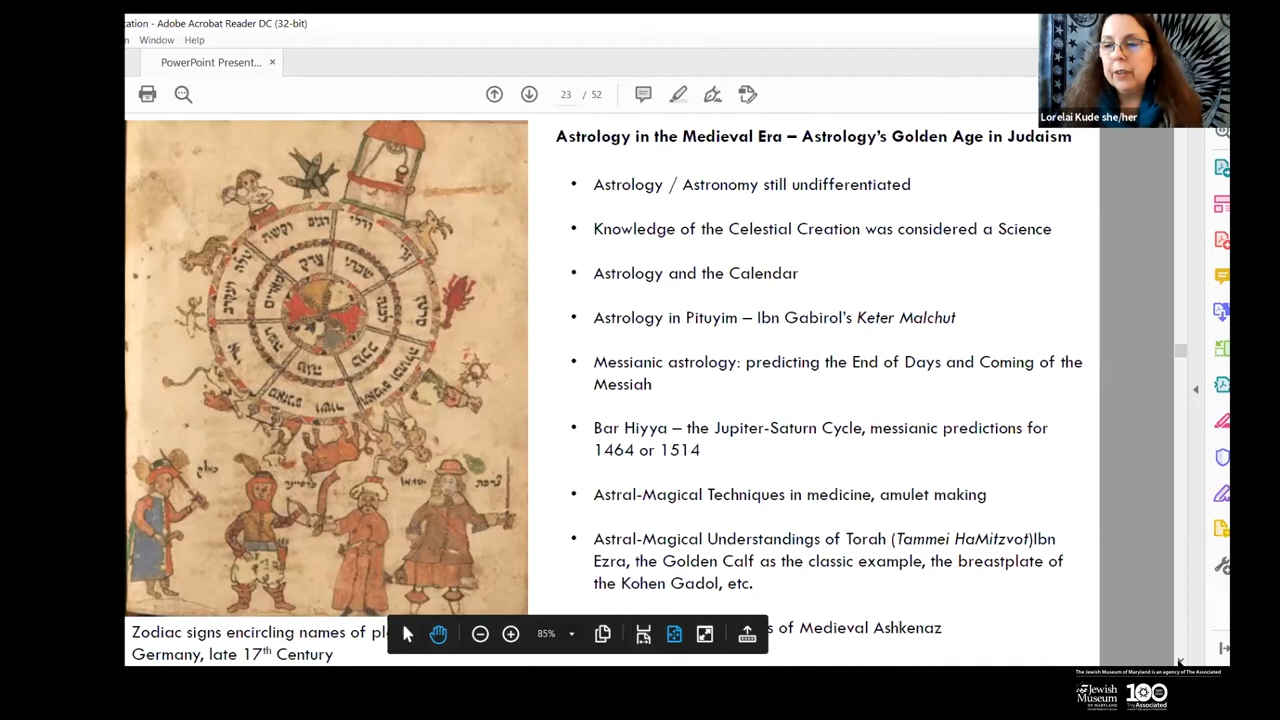 tation - Adobe Acrobat Reader DC (32-bit)
Window Help
PowerPoint Present...
23 / 52
Lorelai Kude she/her
Astrology in the Medieval Era – Astrology's Golden Age in Judaism
• Astrology / Astronomy still undifferentiated
• Knowledge of the Celestial Creation was considered a Science
• Astrology and the Calendar
• Astrology in Pituyim – Ibn Gabirol's Keter Malchut
• Messianic astrology: predicting the End of Days and Coming of the
Messiah
• Bar Hiyya – the Jupiter-Saturn Cycle, messianic predictions for
1464 or 1514
• Astral-Magical Techniques in medicine, amulet making
• Astral-Magical Understandings of Torah (Tammei HaMitzvot)Ibn
Ezra, the Golden Calf as the classic example, the breastplate of
the Kohen Gadol, etc.
s of Medieval Ashkenaz
Zodiac signs encircling names of pl
Germany, late 17th Century
85%
The Jewish Museum of Maryland is an agency of The Associated
Jewish
Museum
100
The Associated